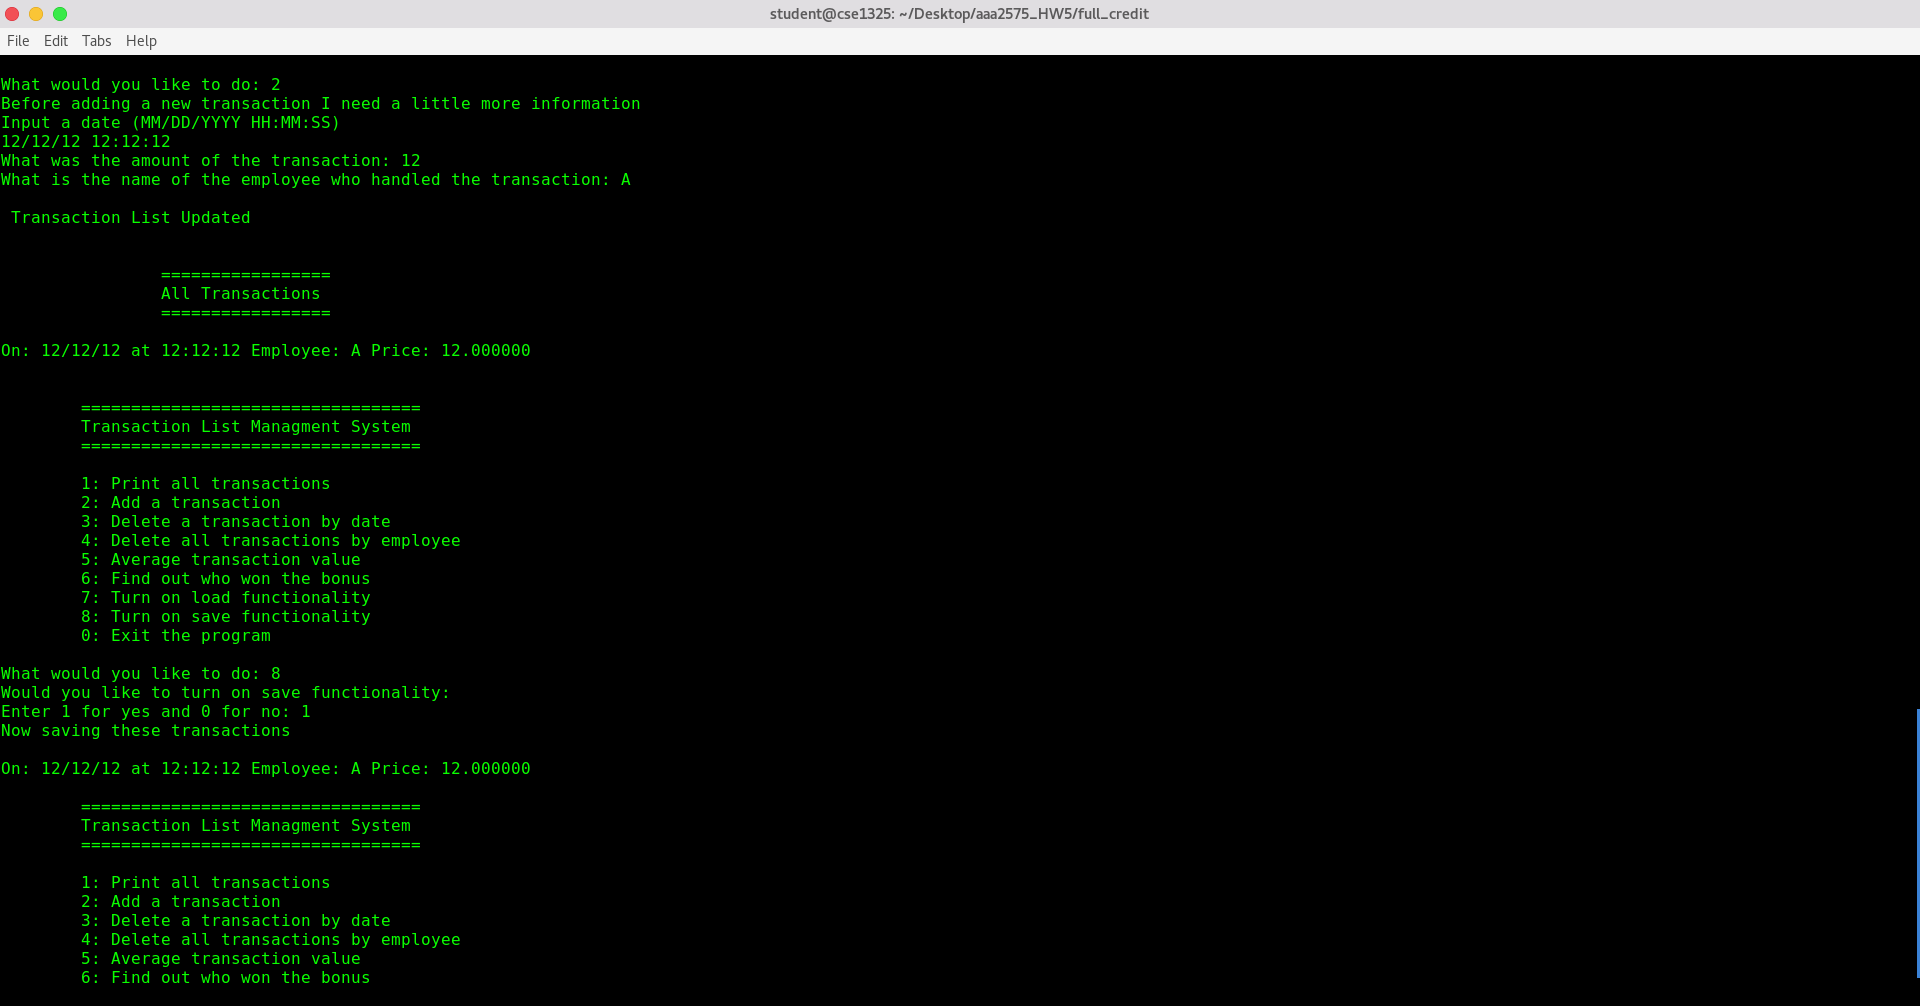 student@cse1325: ~/Desktop/aaa2575_HW5/full_credit
File Edit Tabs Help
What would you like to do: 2
Before adding a new transaction I need a little more information
Input a date (MM/DD/YYYY HH:MM:SS)
12/12/12 12:12:12
What was the amount of the transaction: 12
What is the name of the employee who handled the transaction: A
Transaction List Updated
=================
All Transactions
=================
On: 12/12/12 at 12:12:12 Employee: A Price: 12.000000
==================================
Transaction List Managment System
==================================
1: Print all transactions
2: Add a transaction
3: Delete a transaction by date
4: Delete all transactions by employee
5: Average transaction value
6: Find out who won the bonus
7: Turn on load functionality
8: Turn on save functionality
0: Exit the program
What would you like to do: 8
Would you like to turn on save functionality:
Enter 1 for yes and 0 for no: 1
Now saving these transactions
On: 12/12/12 at 12:12:12 Employee: A Price: 12.000000
==================================
Transaction List Managment System
==================================
1: Print all transactions
2: Add a transaction
3: Delete a transaction by date
4: Delete all transactions by employee
5: Average transaction value
6: Find out who won the bonus